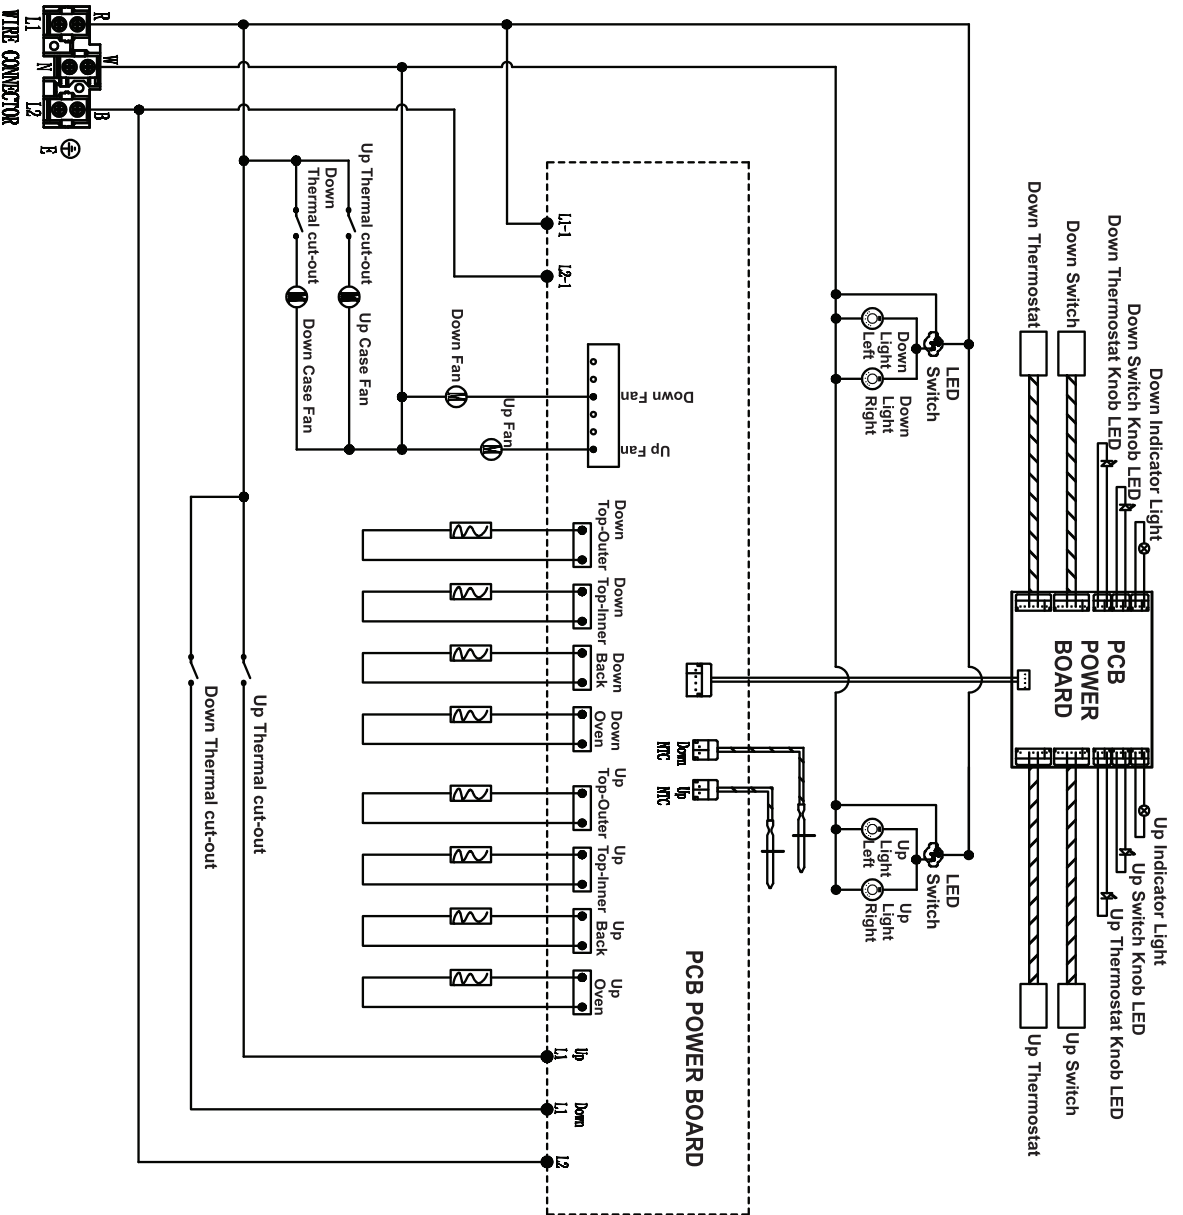 WIRE CONNECTOR
L1
N
L2
R
W
B
E
Down
Thermal cut-out
Up Thermal cut-out
Down Case Fan
Up Case Fan
L1-1
L2-1
Down Fan
Up Fan
Down Fan
Up Fan
Down
Top-Outer
Down
Top-Inner
Down
Back
Down
Oven
Up
Top-Outer
Up
Top-Inner
Up
Back
Up
Oven
Up Thermal cut-out
Down Thermal cut-out
Up
L1
Down
L1
L2
PCB POWER BOARD
Down
NTC
Up
NTC
Down
Light
Left
Down
Light
Right
LED
Switch
Up
Light
Left
Up
Light
Right
LED
Switch
Down Thermostat
Down Switch
Down Thermostat Knob LED
Down Switch Knob LED
Down Indicator Light
PCB
POWER
BOARD
Up Indicator Light
Up Switch Knob LED
Up Thermostat Knob LED
Up Switch
Up Thermostat